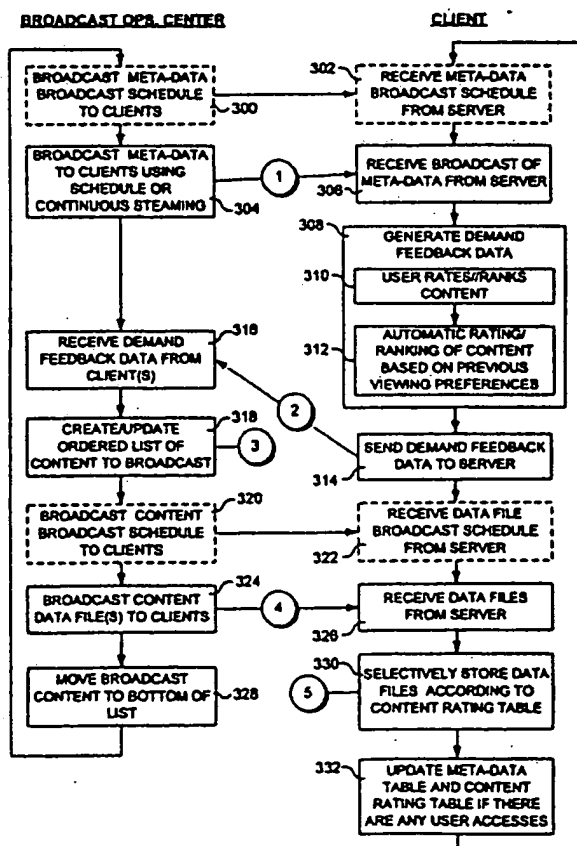 BROADCAST OPS. CENTER
CLIENT
BROADCAST META-DATA
BROADCAST SCHEDULE
TO CLIENTS
300
302
RECEIVE META-DATA
BROADCAST SCHEDULE
FROM SERVER
BROADCAST META-DATA
TO CLIENTS USING
SCHEDULE OR
CONTINUOUS STEAMING
304
1
RECEIVE BROADCAST OF
META-DATA FROM SERVER
306
308
GENERATE DEMAND
FEEDBACK DATA
310
USER RATES//RANKS
CONTENT
312
AUTOMATIC RATING/
RANKING OF CONTENT
BASED ON PREVIOUS
VIEWING PREFERENCES
316
RECEIVE DEMAND
FEEDBACK DATA FROM
CLIENT(S)
2
318
CREATE/UPDATE
ORDERED LIST OF
CONTENT TO BROADCAST
3
SEND DEMAND FEEDBACK
DATA TO SERVER
314
320
BROADCAST CONTENT
BROADCAST SCHEDULE
TO CLIENTS
RECEIVE DATA FILE
BROADCAST SCHEDULE
FROM SERVER
322
324
BROADCAST CONTENT
DATA FILE(S) TO CLIENTS
4
RECEIVE DATA FILES
FROM SERVER
326
MOVE BROADCAST
CONTENT TO BOTTOM OF
LIST
328
330
SELECTIVELY STORE DATA
FILES ACCORDING TO
CONTENT RATING TABLE
5
332
UPDATE META-DATA
TABLE AND CONTENT
RATING TABLE IF THERE
ARE ANY USER ACCESSES